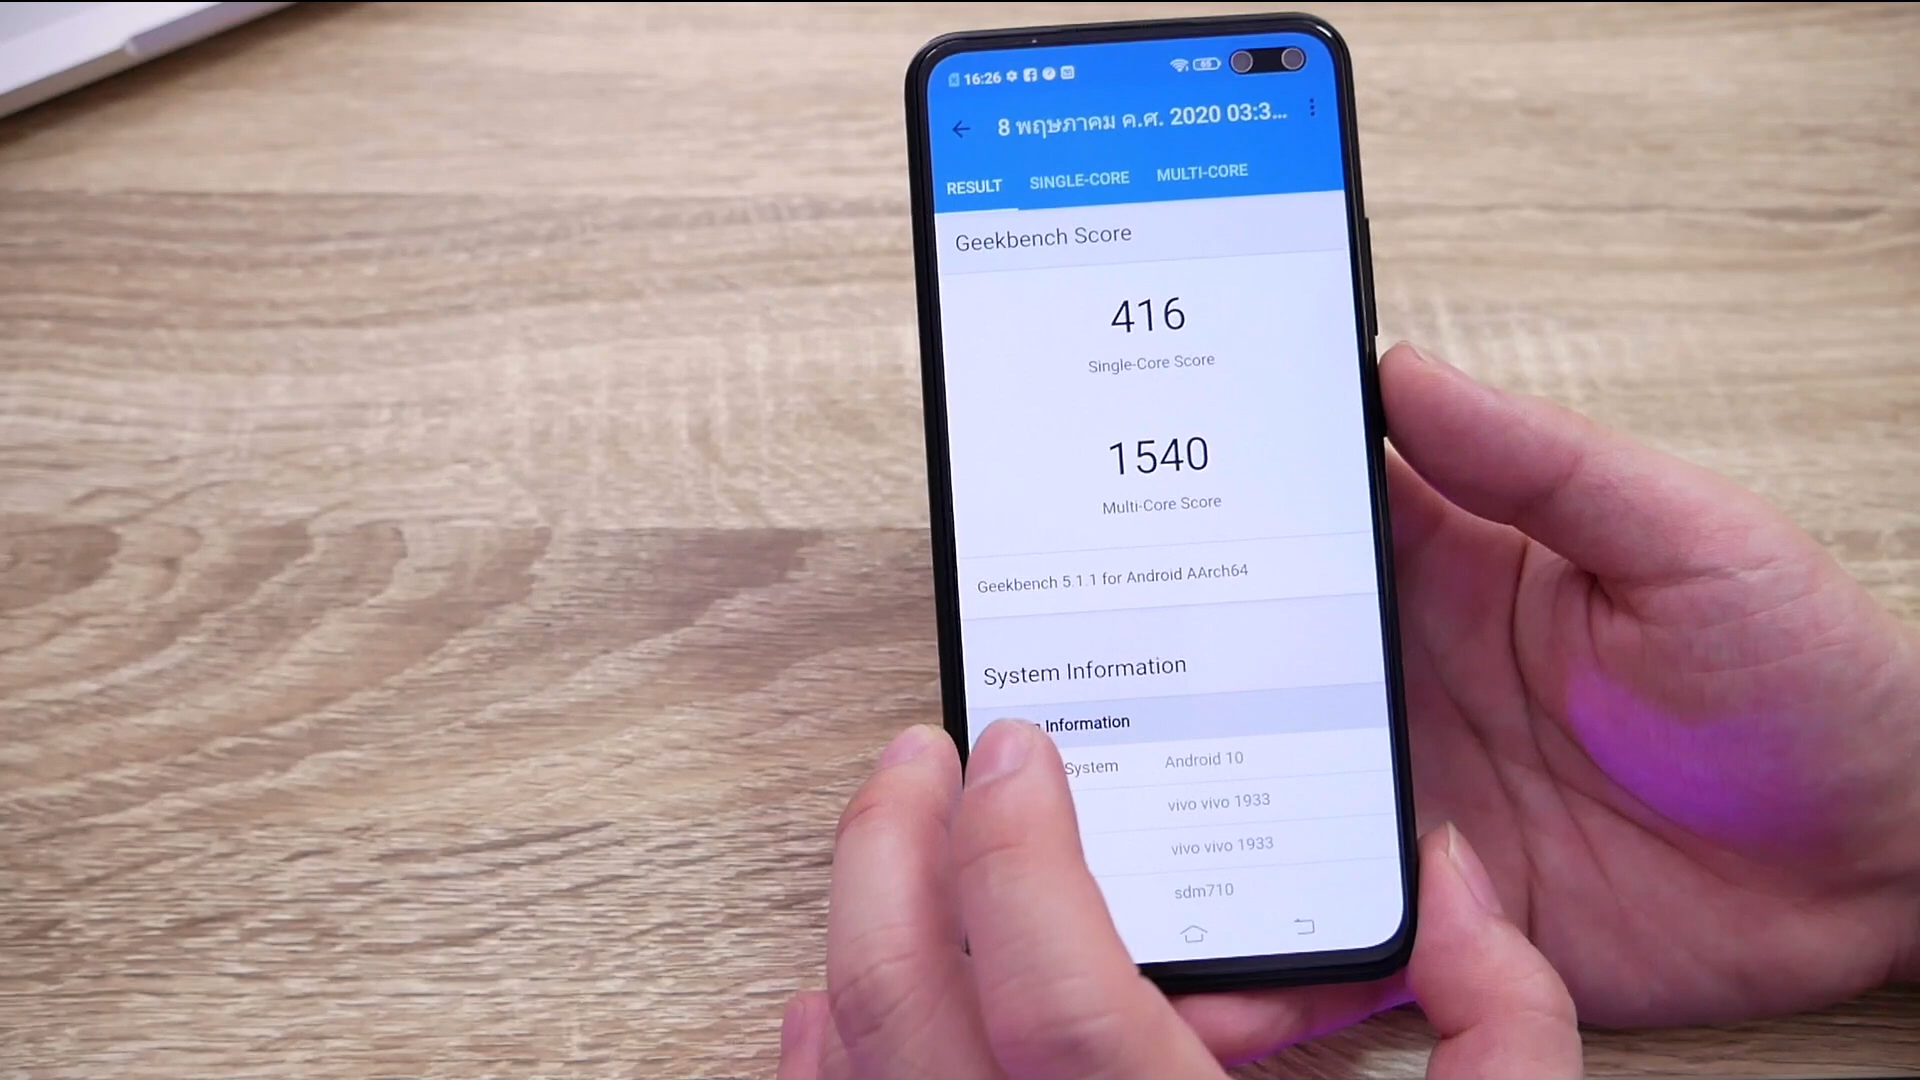 16:26
65
8 พฤษภาคม ค.ศ. 2020 03:3...
RESULT SINGLE-CORE MULTI-CORE
Geekbench Score
416
Single-Core Score
1540
Multi-Core Score
Geekbench 5.1.1 for Android AArch64
System Information
Information
System Android 10
vivo vivo 1933
vivo vivo 1933
sdm710